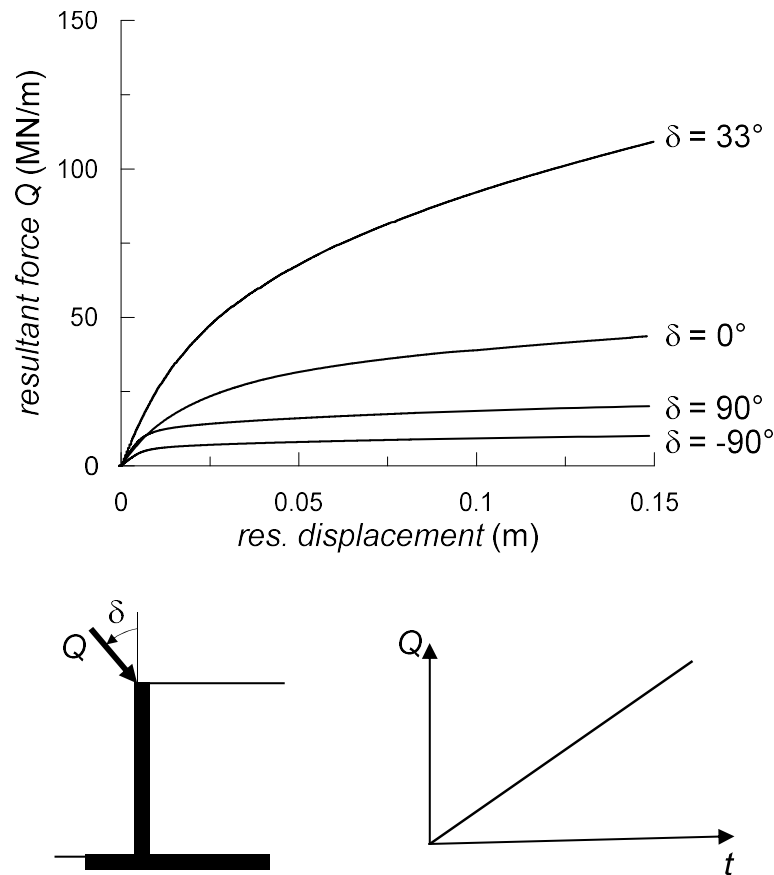 150
100
50
0
resultant force Q (MN/m)
δ = 33°
δ = 0°
δ = 90°
δ = -90°
0 0.05 0.1 0.15
res. displacement (m)
δ
Q
Q
t